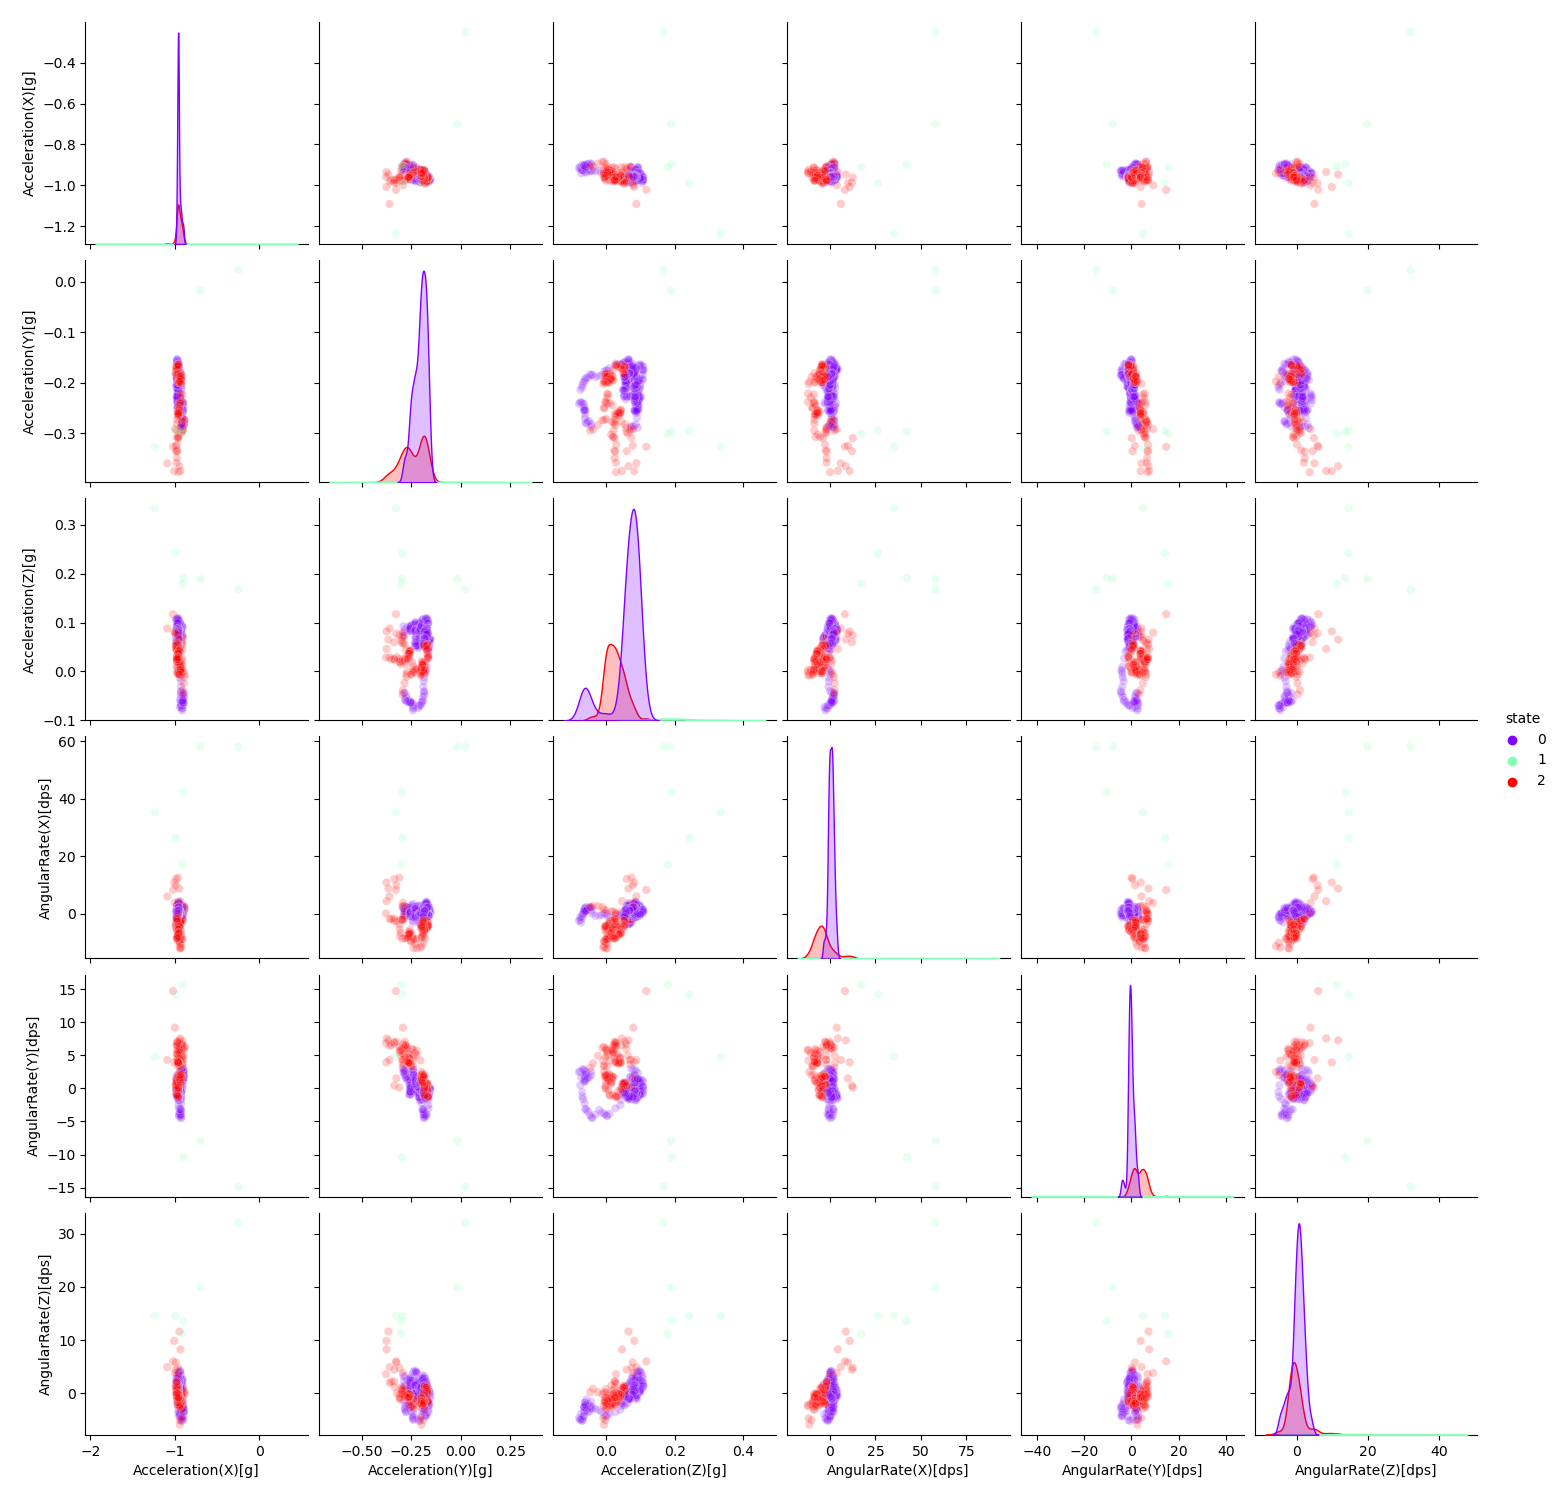 Acceleration(X)[g]
−0.4
−0.6
−0.8
−1.0
−1.2
Acceleration(Y)[g]
0.0
−0.1
−0.2
−0.3
Acceleration(Z)[g]
0.3
0.2
0.1
0.0
−0.1
AngularRate(X)[dps]
60
40
20
0
AngularRate(Y)[dps]
15
10
5
0
−5
−10
−15
AngularRate(Z)[dps]
30
20
10
0
−2 −1 0
−0.50 −0.25 0.00 0.25
0.0 0.2 0.4
0 25 50 75
−40 −20 0 20 40
0 20 40
Acceleration(X)[g]
Acceleration(Y)[g]
Acceleration(Z)[g]
AngularRate(X)[dps]
AngularRate(Y)[dps]
AngularRate(Z)[dps]
state
0
1
2